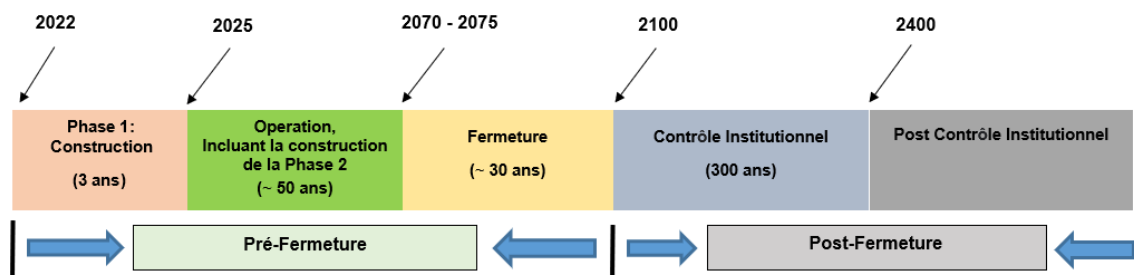 2022
2025
2070 - 2075
2100
2400
Phase 1:
Construction
(3 ans)
Operation,
Incluant la construction
de la Phase 2
(~ 50 ans)
Fermeture
(~ 30 ans)
Contrôle Institutionnel
(300 ans)
Post Contrôle Institutionnel
Pré-Fermeture
Post-Fermeture